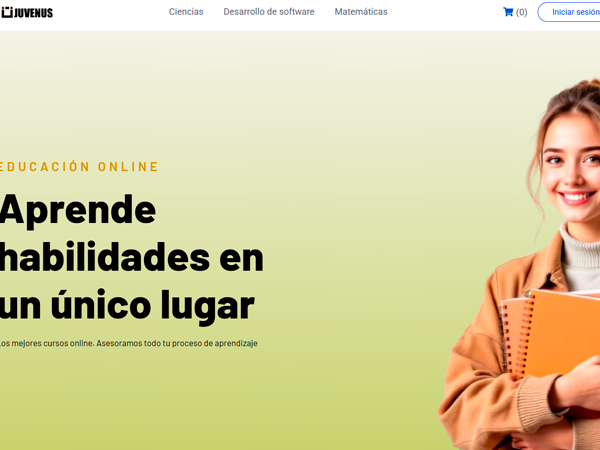 JUVENUS
Ciencias Desarrollo de software Matemáticas (0) Iniciar sesión
EDUCACIÓN ONLINE
Aprende
habilidades en
un único lugar
Los mejores cursos online. Asesoramos todo tu proceso de aprendizaje